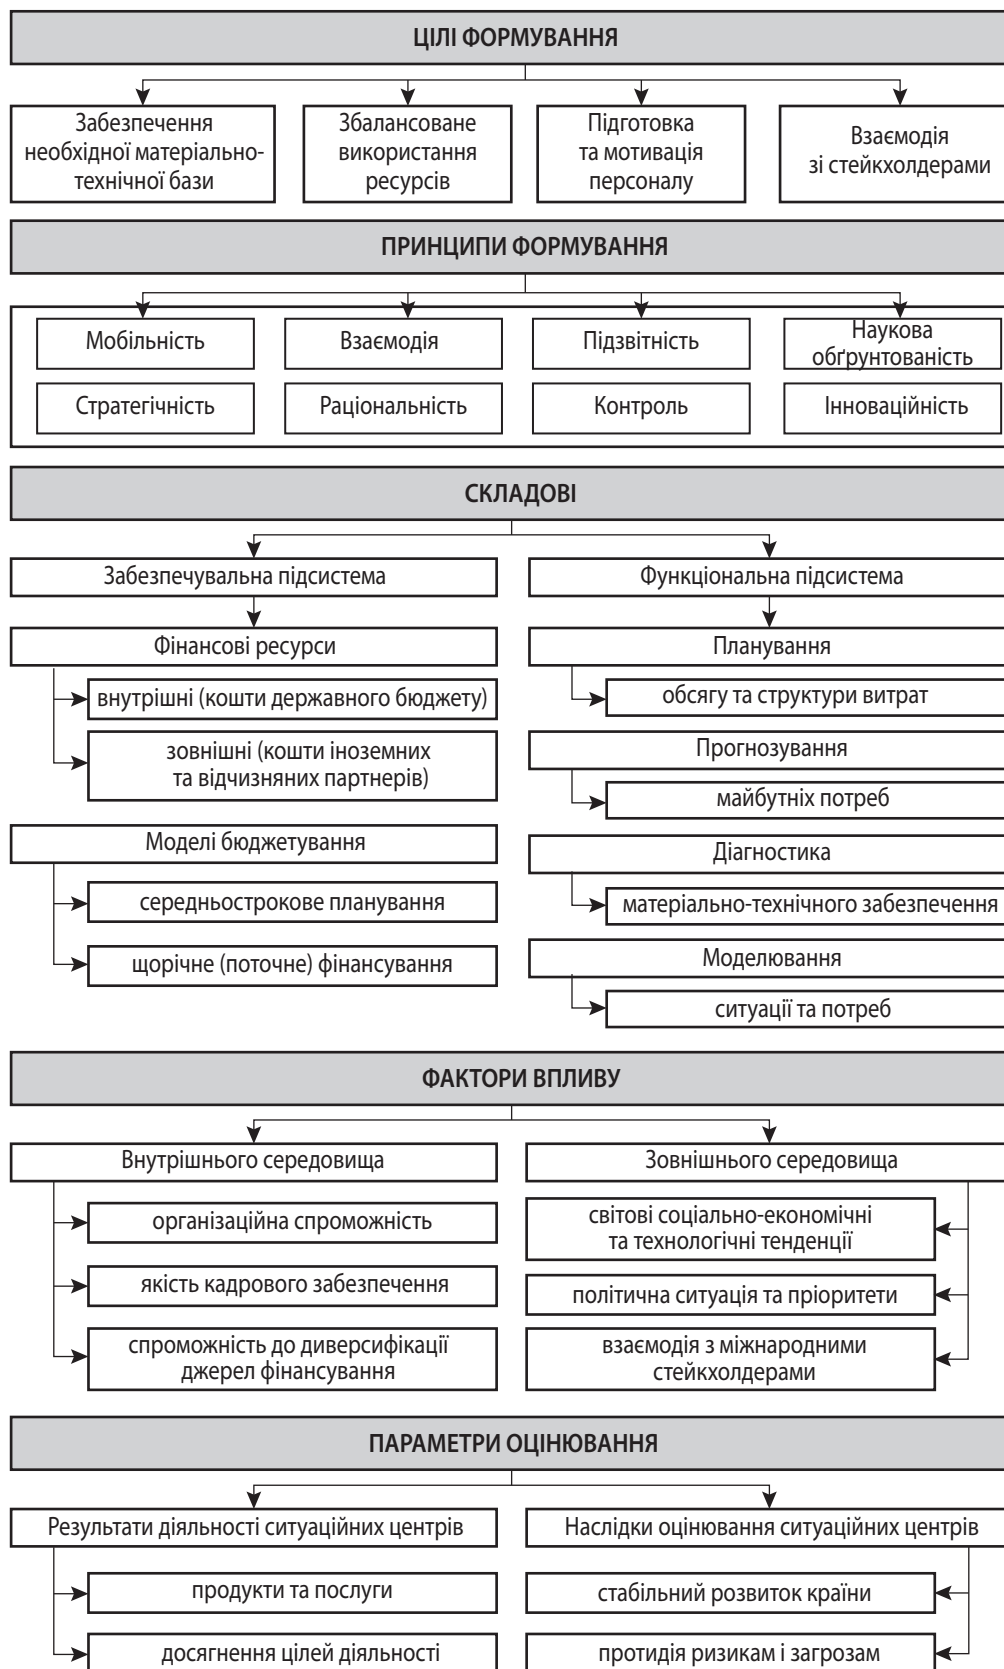 ЦІЛІ ФОРМУВАННЯ
Забезпечення
необхідної матеріально-
технічної бази
Збалансоване
використання
ресурсів
Підготовка
та мотивація
персоналу
Взаємодія
зі стейкхолдерами
ПРИНЦИПИ ФОРМУВАННЯ
Мобільність
Взаємодія
Підзвітність
Наукова
обґрунтованість
Стратегічність
Раціональність
Контроль
Інноваційність
СКЛАДОВІ
Забезпечувальна підсистема
Фінансові ресурси
внутрішні (кошти державного бюджету)
зовнішні (кошти іноземних
та відчизняних партнерів)
Моделі бюджетування
середньострокове планування
щорічне (поточне) фінансування
Функціональна підсистема
Планування
обсягу та структури витрат
Прогнозування
майбутніх потреб
Діагностика
матеріально-технічного забезпечення
Моделювання
ситуації та потреб
ФАКТОРИ ВПЛИВУ
Внутрішнього середовища
організаційна спроможність
якість кадрового забезпечення
спроможність до диверсифікації
джерел фінансування
Зовнішнього середовища
світові соціально-економічні
та технологічні тенденції
політична ситуація та пріоритети
взаємодія з міжнародними
стейкхолдерами
ПАРАМЕТРИ ОЦІНЮВАННЯ
Результати діяльності ситуаційних центрів
продукти та послуги
досягнення цілей діяльності
Наслідки оцінювання ситуаційних центрів
стабільний розвиток країни
протидія ризикам і загрозам